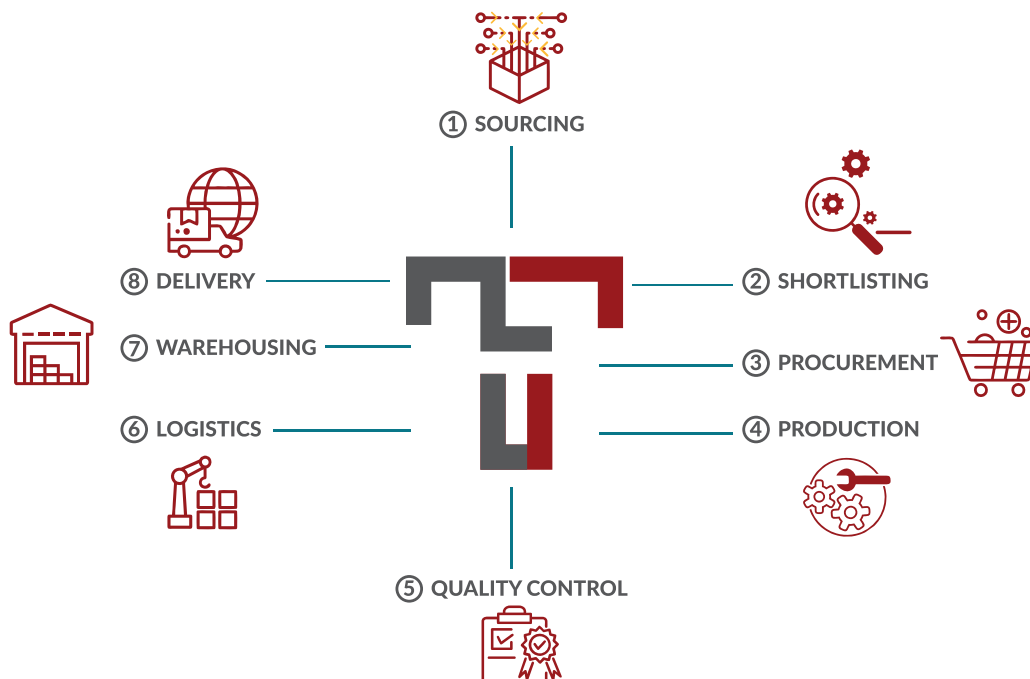 1 SOURCING
2 SHORTLISTING
3 PROCUREMENT
4 PRODUCTION
5 QUALITY CONTROL
6 LOGISTICS
7 WAREHOUSING
8 DELIVERY